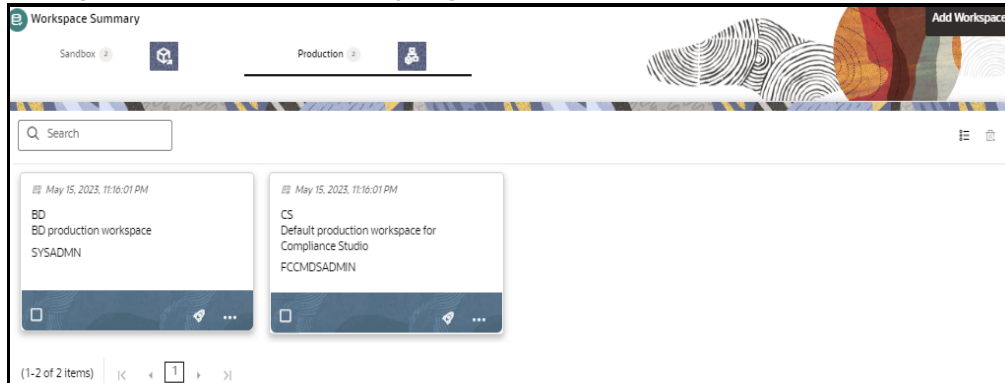 Workspace Summary
Add Workspace
Sandbox 2
Production 2
Search
May 15, 2023, 11:16:01 PM
BD
BD production workspace
SYSADMN
May 15, 2023, 11:16:01 PM
CS
Default production workspace for
Compliance Studio
FCCMDSADMIN
(1-2 of 2 items)
1